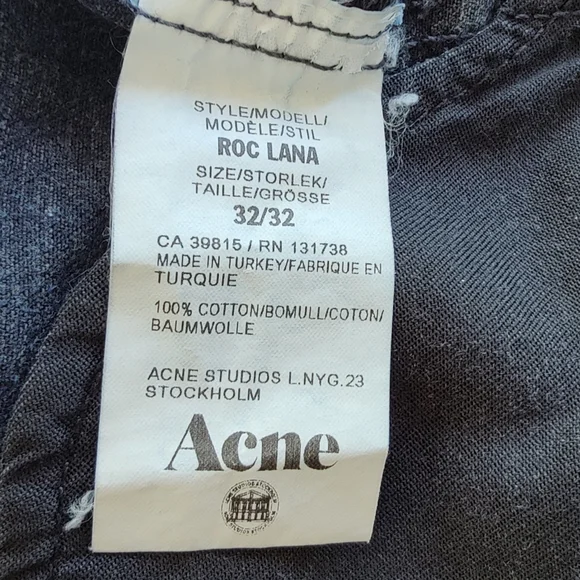 STYLE/MODELL/
MODÈLE/STIL
ROC LANA
SIZE/STORLEK/
TAILLE/GRÖSSE
32/32
CA 39815 / RN 131738
MADE IN TURKEY/FABRIQUE EN
TURQUIE
100% COTTON/BOMULL/COTON/
BAUMWOLLE
ACNE STUDIOS L.NYG.23
STOCKHOLM
Acne